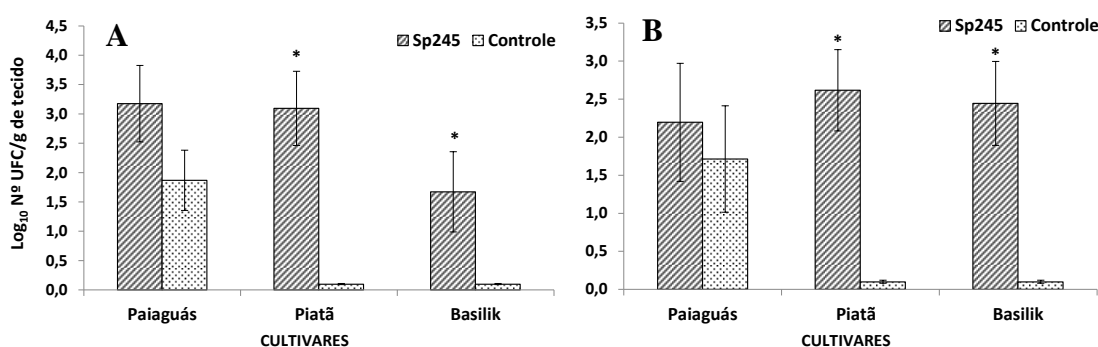 A
Sp245 Controle
Log10 Nº UFC/g de tecido
4,5
4,0
3,5
3,0
2,5
2,0
1,5
1,0
0,5
0,0
*
*
Paiaguás Piatã Basilik
CULTIVARES
B
Sp245 Controle
3,5
3,0
2,5
2,0
1,5
1,0
0,5
0,0
*
*
Paiaguás Piatã Basilik
CULTIVARES